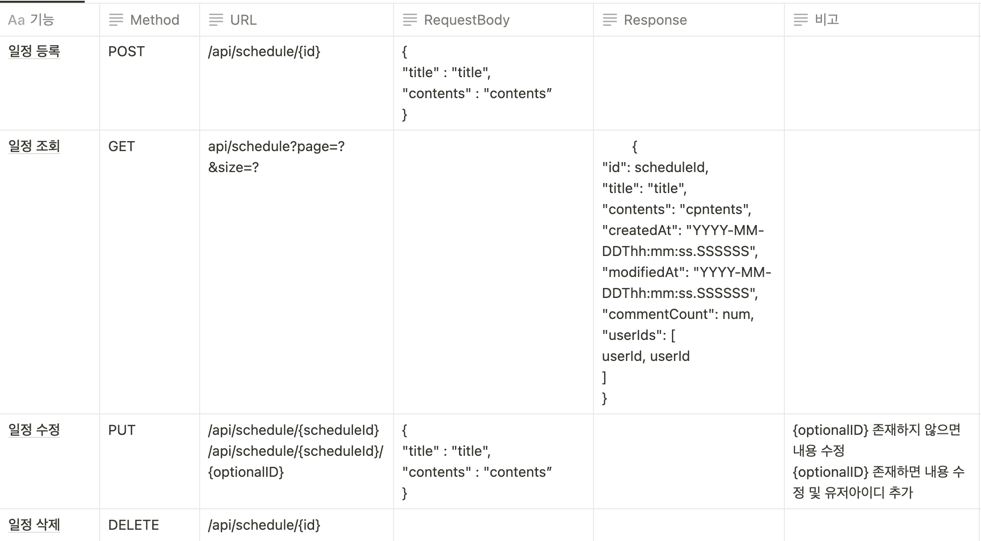 Aa 기능 Method URL RequestBody Response 비고
일정 등록 POST /api/schedule/{id} {
"title" : "title",
"contents" : "contents”
}
일정 조회 GET api/schedule?page=?
&size=?
{
"id": scheduleId,
"title": "title",
"contents": "cpntents",
"createdAt": "YYYY-MM-
DDThh:mm:ss.SSSSSS",
"modifiedAt": "YYYY-MM-
DDThh:mm:ss.SSSSSS",
"commentCount": num,
"userIds": [
userId, userId
]
}
일정 수정 PUT /api/schedule/{scheduleId}
/api/schedule/{scheduleId}/
{optionalID}
{
"title" : "title",
"contents" : "contents”
}
{optionalID} 존재하지 않으면
내용 수정
{optionalID} 존재하면 내용 수
정 및 유저아이디 추가
일정 삭제 DELETE /api/schedule/{id}